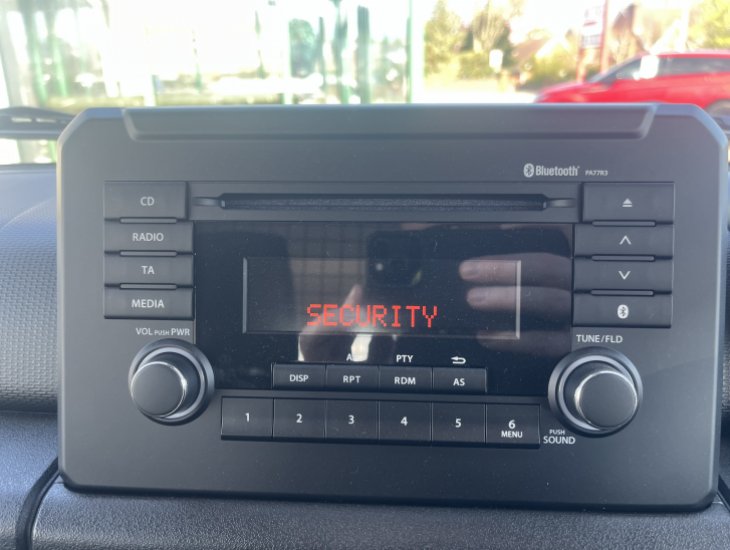 Bluetooth® PA77R3
CD
RADIO
TA
MEDIA
SECURITY
VOL PUSH PWR
TUNE/FLD
PTY
DISP RPT RDM AS
1 2 3 4 5 6
MENU
PUSH
SOUND